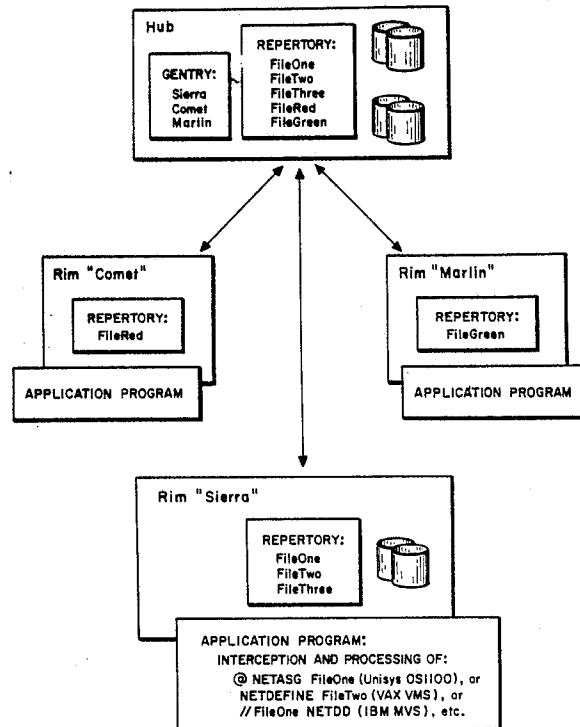 Hub
GENTRY:
Sierra
Comet
Marlin
REPERTORY:
FileOne
FileTwo
FileThree
FileRed
FileGreen
Rim "Comet"
REPERTORY:
FileRed
APPLICATION PROGRAM
Rim "Marlin"
REPERTORY:
FileGreen
APPLICATION PROGRAM
Rim "Sierra"
REPERTORY:
FileOne
FileTwo
FileThree
APPLICATION PROGRAM:
INTERCEPTION AND PROCESSING OF:
@ NETASG FileOne (Unisys OS1100), or
NETDEFINE FileTwo (VAX VMS), or
// FileOne NETDD (IBM MVS), etc.